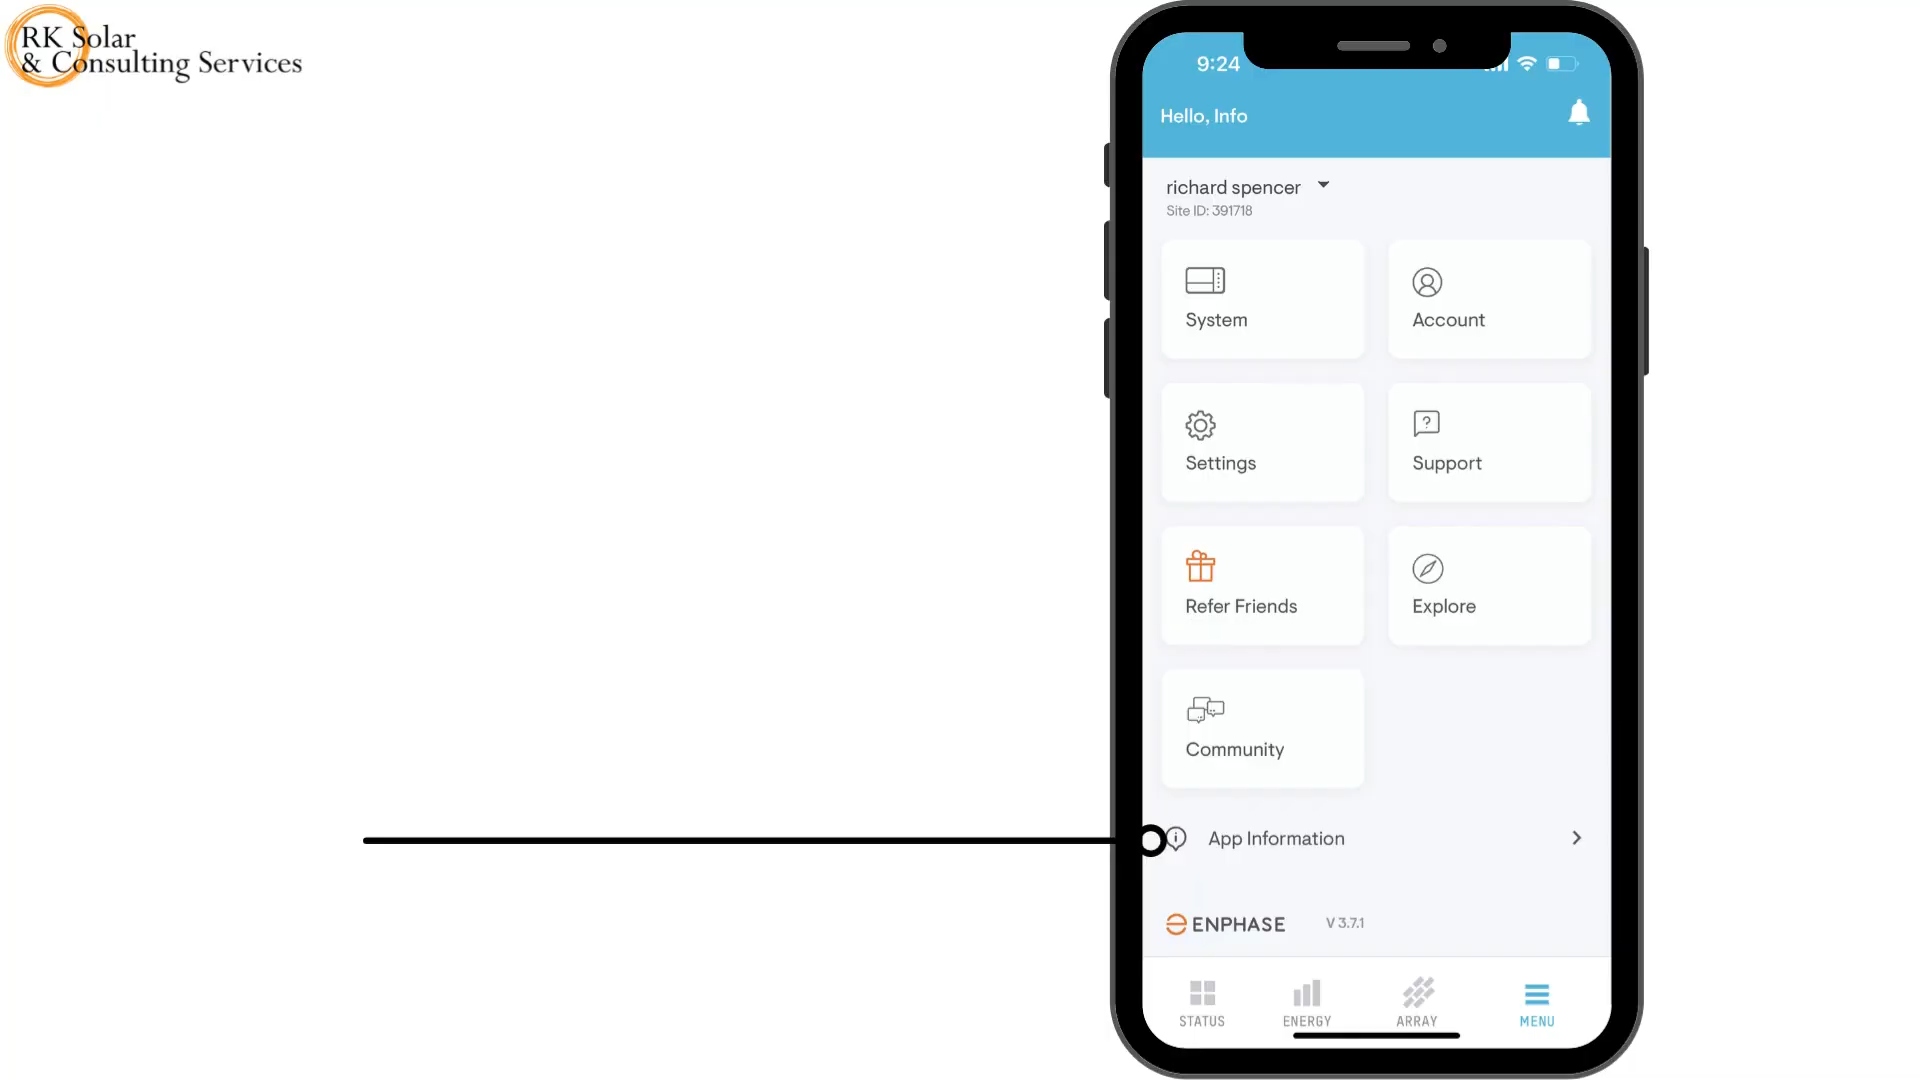 RK Solar
& Consulting Services
9:24
Hello, Info
richard spencer
Site ID: 391718
System
Account
Settings
Support
Refer Friends
Explore
Community
App Information
ENPHASE
V 3.7.1
STATUS
ENERGY
ARRAY
MENU